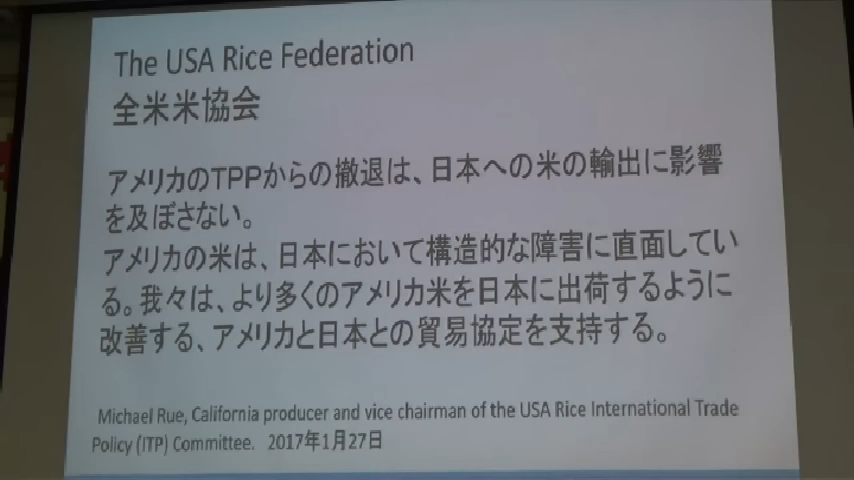 The USA Rice Federation
全米米協会
アメリカのTPPからの撤退は、日本への米の輸出に影響
を及ぼさない。
アメリカの米は、日本において構造的な障害に直面してい
る。我々は、より多くのアメリカ米を日本に出荷するように
改善する、アメリカと日本との貿易協定を支持する。
Michael Rue, California producer and vice chairman of the USA Rice International Trade
Policy (ITP) Committee. 2017年1月27日